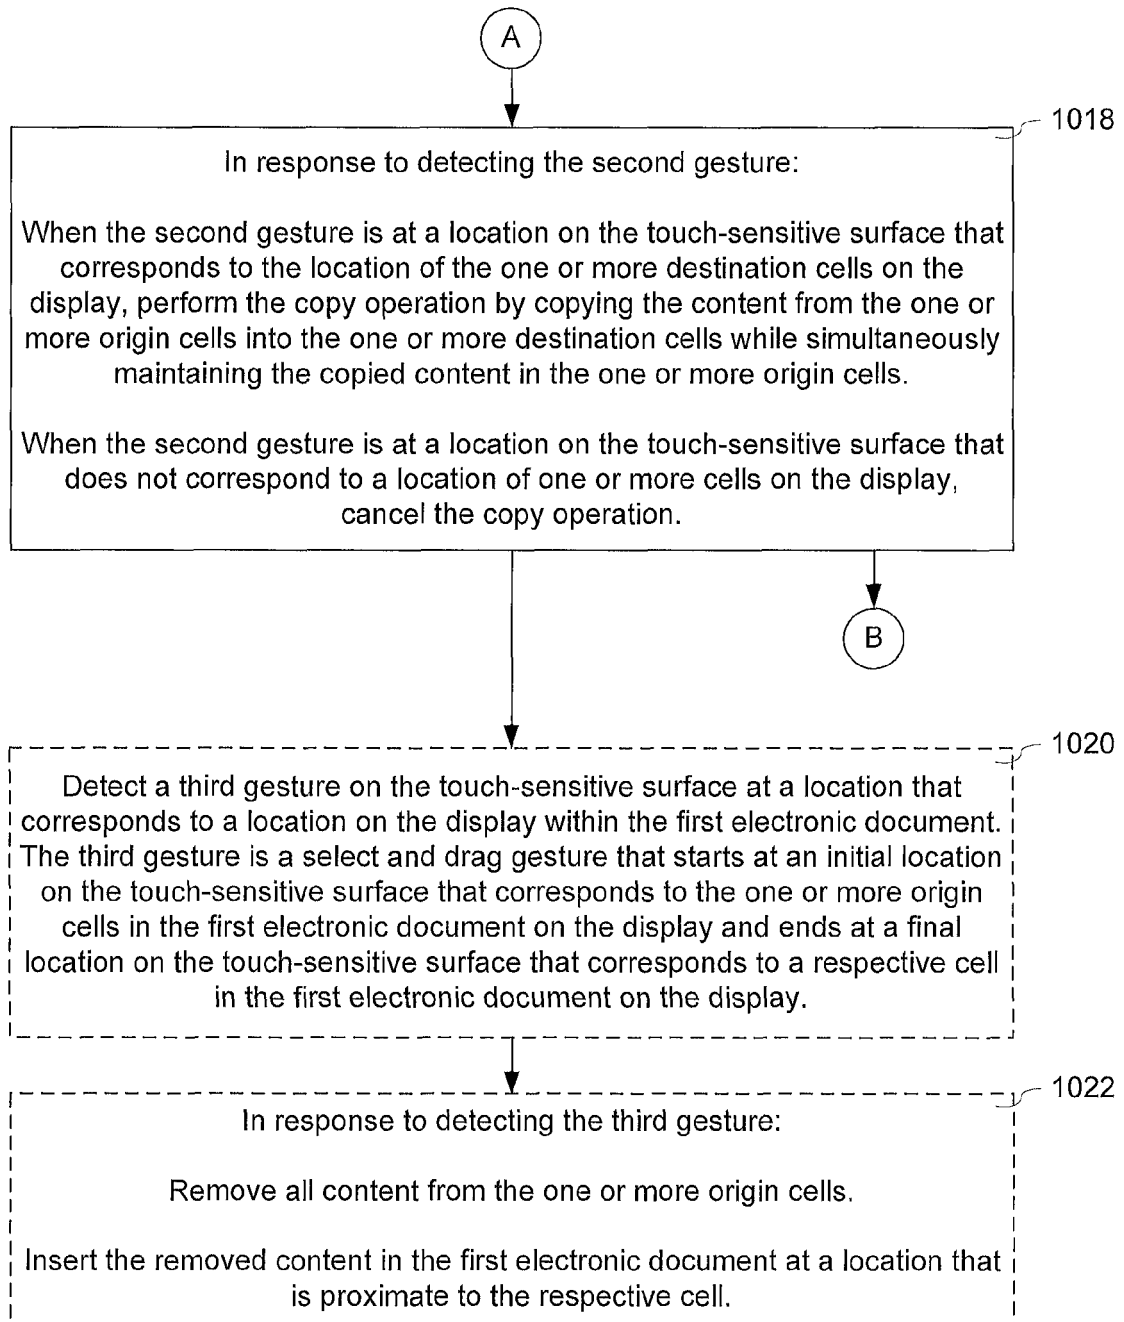 A
1018
In response to detecting the second gesture:
When the second gesture is at a location on the touch-sensitive surface that
corresponds to the location of the one or more destination cells on the
display, perform the copy operation by copying the content from the one or
more origin cells into the one or more destination cells while simultaneously
maintaining the copied content in the one or more origin cells.
When the second gesture is at a location on the touch-sensitive surface that
does not correspond to a location of one or more cells on the display,
cancel the copy operation.
B
1020
Detect a third gesture on the touch-sensitive surface at a location that
corresponds to a location on the display within the first electronic document.
The third gesture is a select and drag gesture that starts at an initial location
on the touch-sensitive surface that corresponds to the one or more origin
cells in the first electronic document on the display and ends at a final
location on the touch-sensitive surface that corresponds to a respective cell
in the first electronic document on the display.
1022
In response to detecting the third gesture:
Remove all content from the one or more origin cells.
Insert the removed content in the first electronic document at a location that
is proximate to the respective cell.